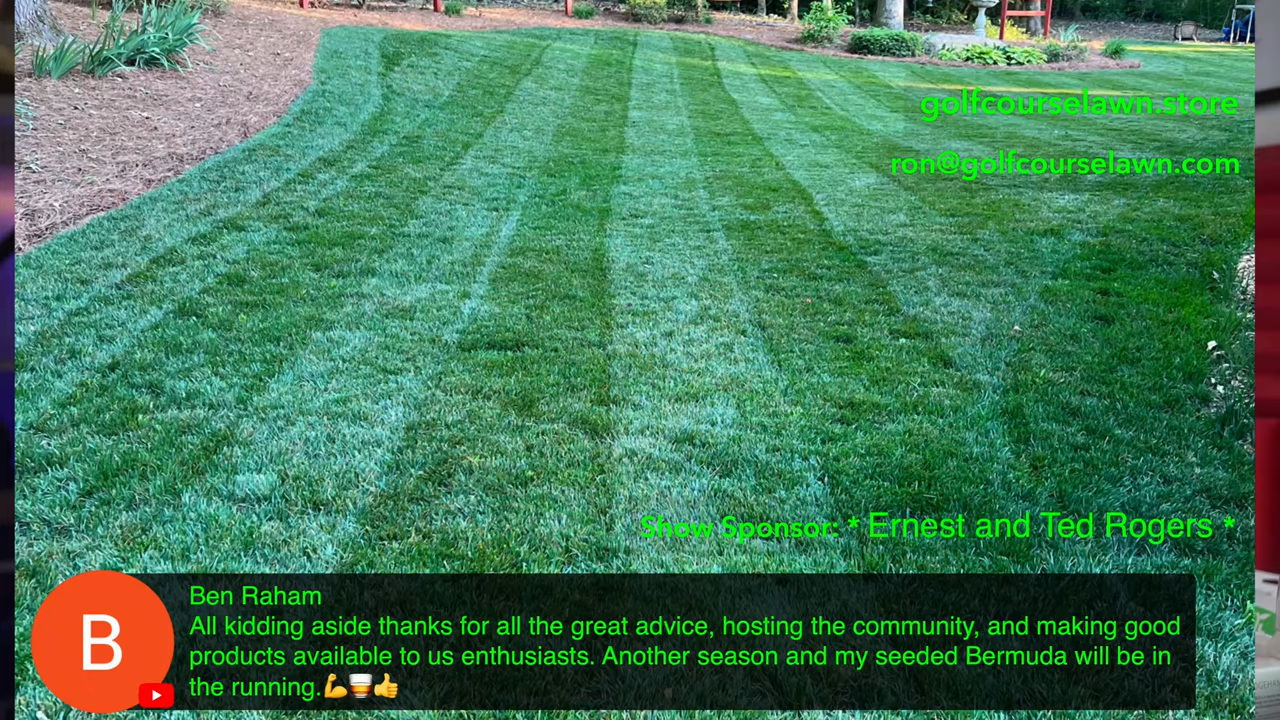 golfcourselawn.store
ron@golfcourselawn.com
Show Sponsor: * Ernest and Ted Rogers *
B
Ben Raham
All kidding aside thanks for all the great advice, hosting the community, and making good
products available to us enthusiasts. Another season and my seeded Bermuda will be in
the running.💪🥃👍